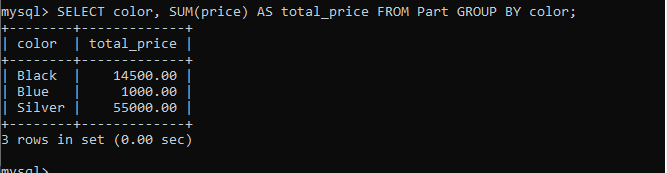 mysql> SELECT color, SUM(price) AS total_price FROM Part GROUP BY color;
+--------+-------------+
| color  | total_price |
+--------+-------------+
| Black  |    14500.00 |
| Blue   |     1000.00 |
| Silver |    55000.00 |
+--------+-------------+
3 rows in set (0.00 sec)
mysql>